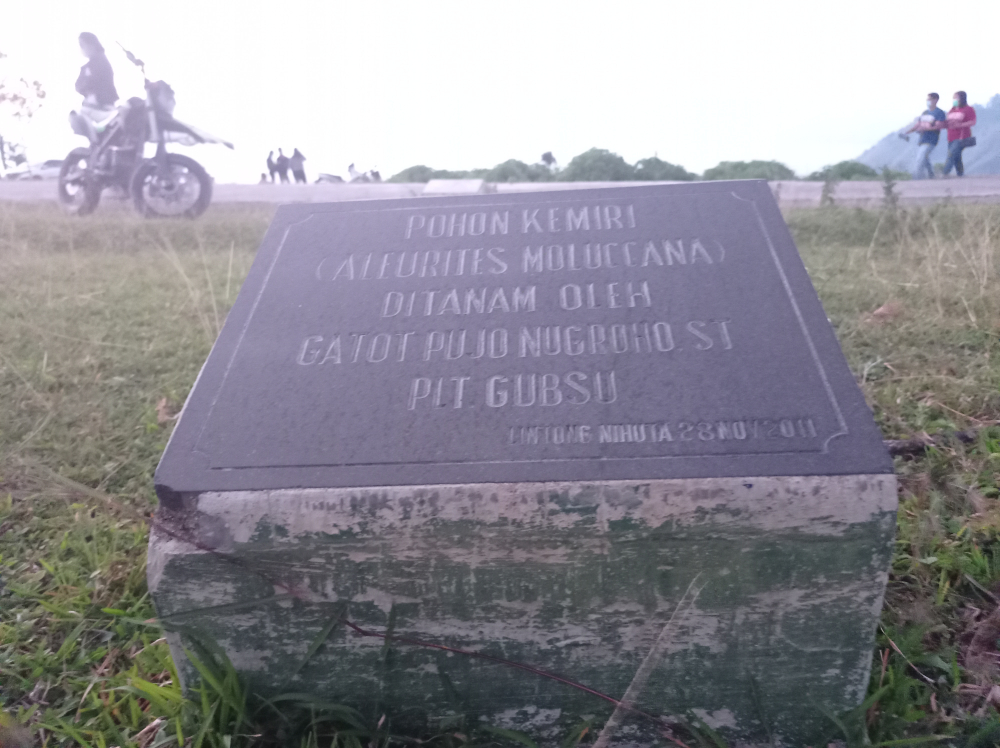 POHON KEMIRI
(ALEURITES MOLUCCANA)
DITANAM OLEH
GATOT PUJO NUGROHO. ST
PLT. GUBSU
LINTONG NIHUTA 28 NOV 2011